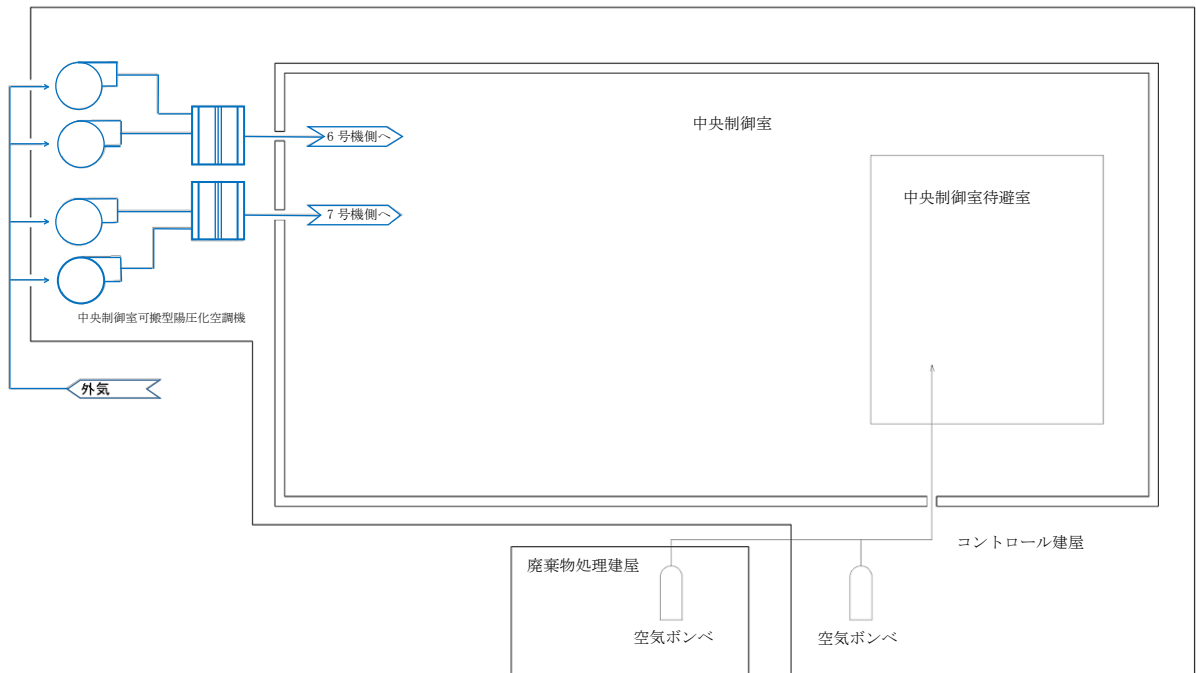 中央制御室
6 号機側へ
中央制御室待避室
7 号機側へ
中央制御室可搬型陽圧化空調機
外気
コントロール建屋
廃棄物処理建屋
空気ボンベ
空気ボンベ